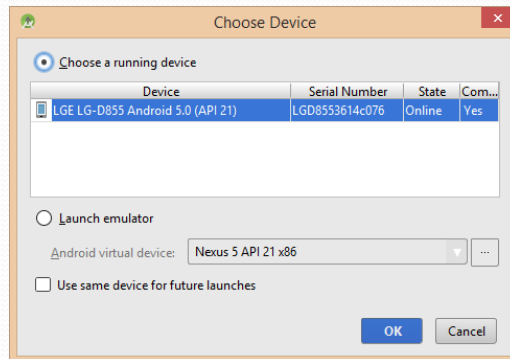 Choose Device
Choose a running device
Device Serial Number State Com...
LGE LG-D855 Android 5.0 (API 21) LGD8553614c076 Online Yes
Launch emulator
Android virtual device: Nexus 5 API 21 x86 ...
Use same device for future launches
OK Cancel